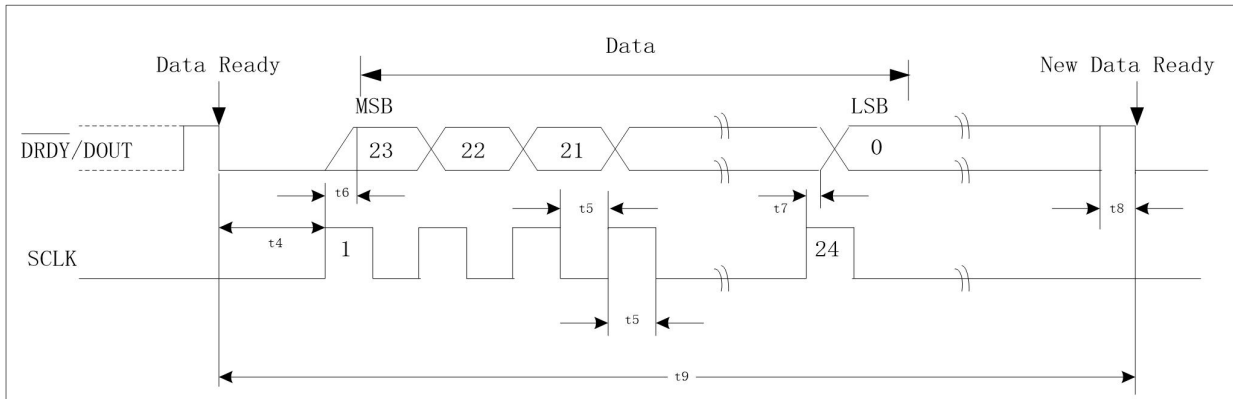 Data
Data Ready
New Data Ready
MSB
LSB
DRDY/DOUT
23
22
21
0
t6
t5
t7
t8
t4
SCLK
1
24
t5
t9